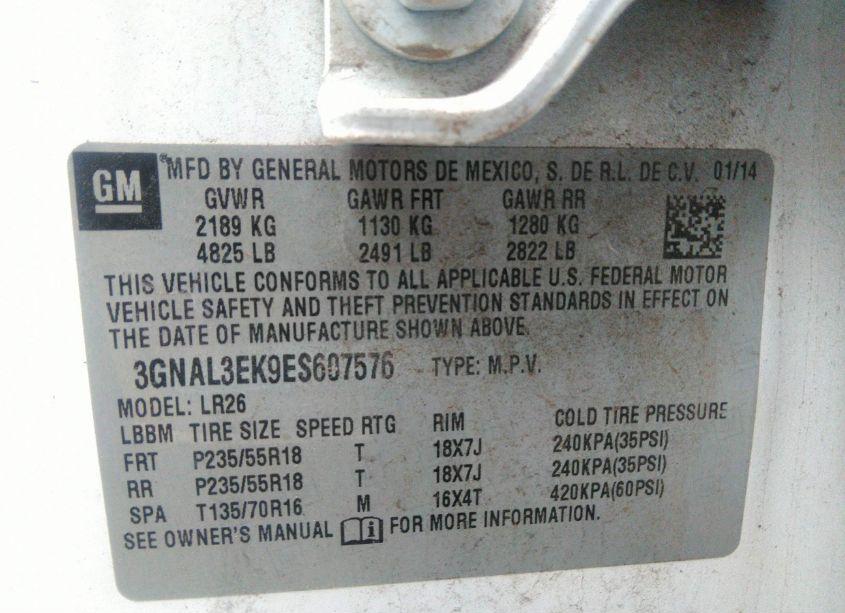 GM
MFD BY GENERAL MOTORS DE MEXICO, S. DE R.L. DE C.V. 01/14
GVWR GAWR FRT GAWR RR
2189 KG 1130 KG 1280 KG
4825 LB 2491 LB 2822 LB
THIS VEHICLE CONFORMS TO ALL APPLICABLE U.S. FEDERAL MOTOR
VEHICLE SAFETY AND THEFT PREVENTION STANDARDS IN EFFECT ON
THE DATE OF MANUFACTURE SHOWN ABOVE.
3GNAL3EK9ES607576 TYPE: M.P.V.
MODEL: LR26
LBBM TIRE SIZE SPEED RTG RIM COLD TIRE PRESSURE
FRT P235/55R18 T 18X7J 240KPA(35PSI)
RR P235/55R18 T 18X7J 240KPA(35PSI)
SPA T135/70R16 M 16X4T 420KPA(60PSI)
SEE OWNER'S MANUAL FOR MORE INFORMATION.